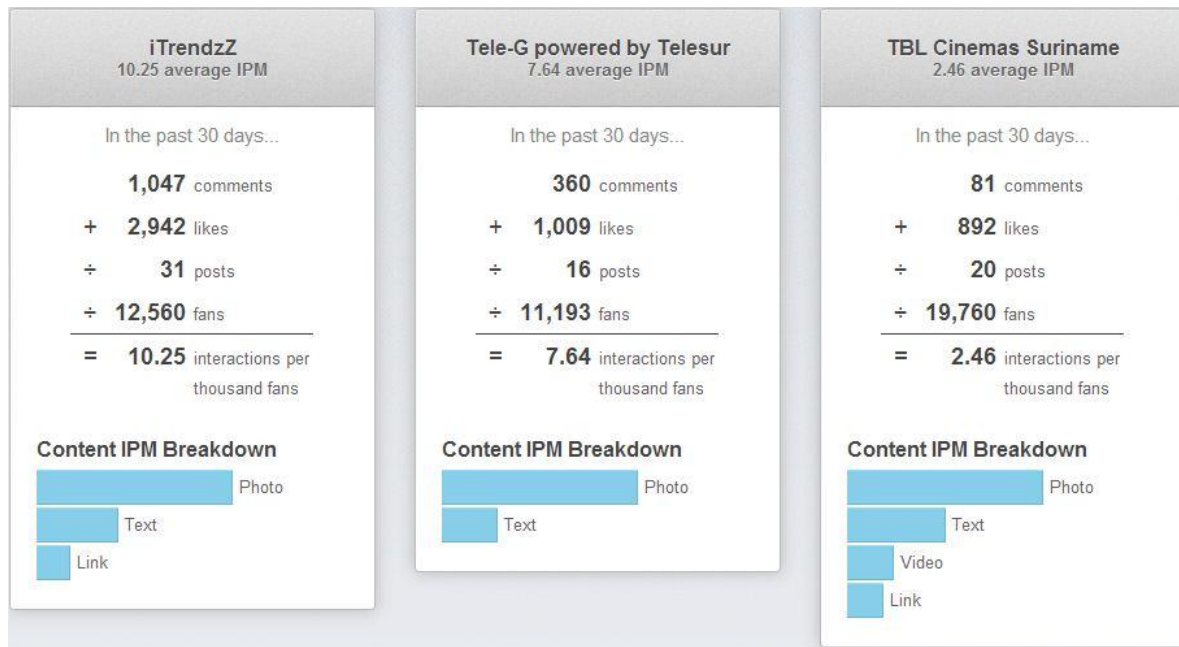 iTrendzZ
10.25 average IPM
In the past 30 days...
1,047 comments
+ 2,942 likes
÷ 31 posts
÷ 12,560 fans
= 10.25 interactions per
thousand fans
Content IPM Breakdown
Photo
Text
Link
Tele-G powered by Telesur
7.64 average IPM
In the past 30 days...
360 comments
+ 1,009 likes
÷ 16 posts
÷ 11,193 fans
= 7.64 interactions per
thousand fans
Content IPM Breakdown
Photo
Text
TBL Cinemas Suriname
2.46 average IPM
In the past 30 days...
81 comments
+ 892 likes
÷ 20 posts
÷ 19,760 fans
= 2.46 interactions per
thousand fans
Content IPM Breakdown
Photo
Text
Video
Link